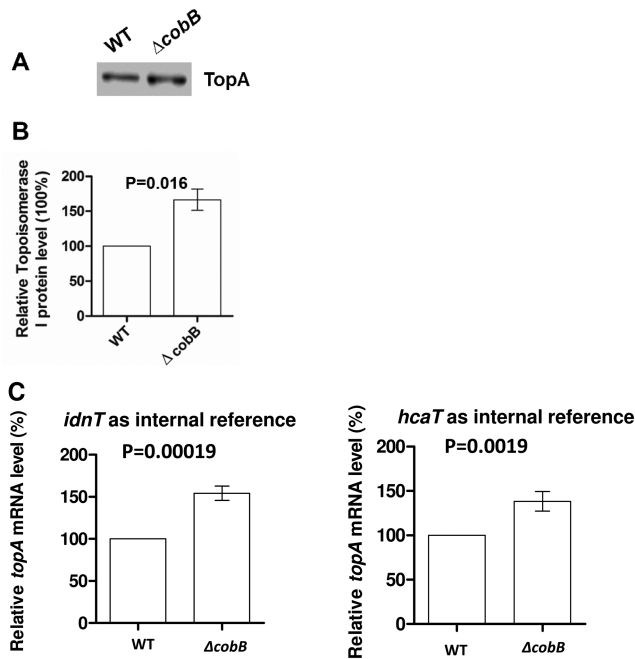 A
WT
ΔcobB
TopA
B
Relative Topoisomerase
I protein level (100%)
200
150
100
50
0
P=0.016
WT
Δ cobB
C
idnT as internal reference
P=0.00019
Relative topA mRNA level (%)
200
150
100
50
0
WT
ΔcobB
hcaT as internal reference
P=0.0019
Relative topA mRNA level (%)
200
150
100
50
0
WT
ΔcobB